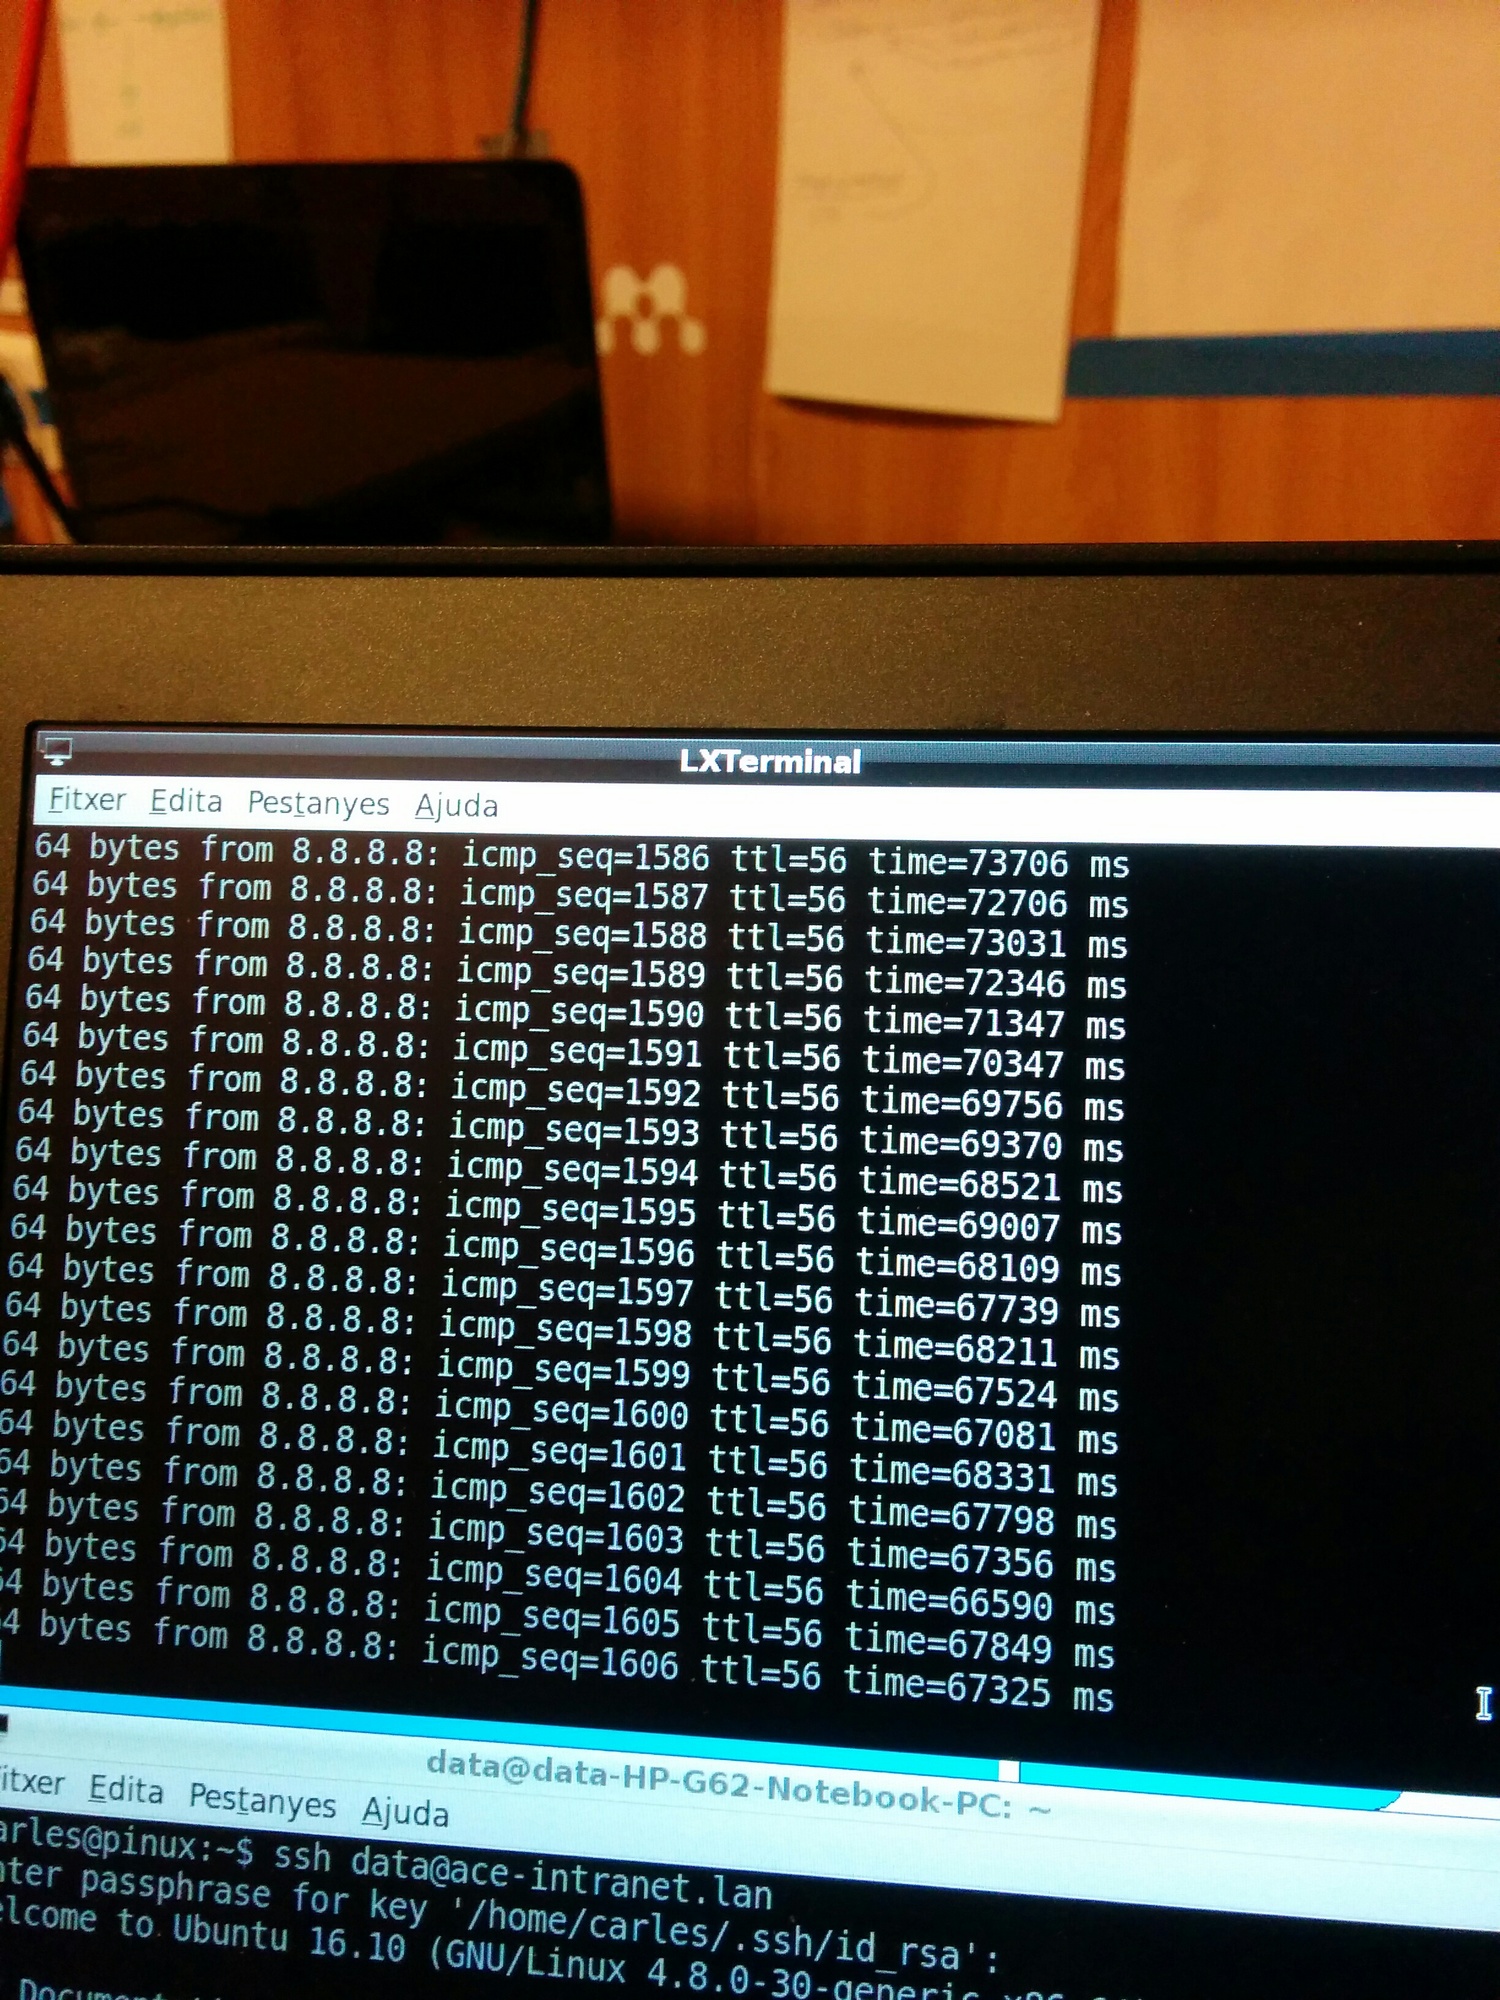 LXTerminal
Fitxer Edita Pestanyes Ajuda
64 bytes from 8.8.8.8: icmp_seq=1586 ttl=56 time=73706 ms
64 bytes from 8.8.8.8: icmp_seq=1587 ttl=56 time=72706 ms
64 bytes from 8.8.8.8: icmp_seq=1588 ttl=56 time=73031 ms
64 bytes from 8.8.8.8: icmp_seq=1589 ttl=56 time=72346 ms
64 bytes from 8.8.8.8: icmp_seq=1590 ttl=56 time=71347 ms
64 bytes from 8.8.8.8: icmp_seq=1591 ttl=56 time=70347 ms
64 bytes from 8.8.8.8: icmp_seq=1592 ttl=56 time=69756 ms
64 bytes from 8.8.8.8: icmp_seq=1593 ttl=56 time=69370 ms
64 bytes from 8.8.8.8: icmp_seq=1594 ttl=56 time=68521 ms
64 bytes from 8.8.8.8: icmp_seq=1595 ttl=56 time=69007 ms
64 bytes from 8.8.8.8: icmp_seq=1596 ttl=56 time=68109 ms
64 bytes from 8.8.8.8: icmp_seq=1597 ttl=56 time=67739 ms
64 bytes from 8.8.8.8: icmp_seq=1598 ttl=56 time=68211 ms
64 bytes from 8.8.8.8: icmp_seq=1599 ttl=56 time=67524 ms
64 bytes from 8.8.8.8: icmp_seq=1600 ttl=56 time=67081 ms
64 bytes from 8.8.8.8: icmp_seq=1601 ttl=56 time=68331 ms
64 bytes from 8.8.8.8: icmp_seq=1602 ttl=56 time=67798 ms
64 bytes from 8.8.8.8: icmp_seq=1603 ttl=56 time=67356 ms
64 bytes from 8.8.8.8: icmp_seq=1604 ttl=56 time=66590 ms
64 bytes from 8.8.8.8: icmp_seq=1605 ttl=56 time=67849 ms
4 bytes from 8.8.8.8: icmp_seq=1606 ttl=56 time=67325 ms
data@data-HP-G62-Notebook-PC: ~
itxer Edita Pestanyes Ajuda
arles@pinux:~$ ssh data@ace-intranet.lan
nter passphrase for key '/home/carles/.ssh/id_rsa':
elcome to Ubuntu 16.10 (GNU/Linux 4.8.0-30-generic